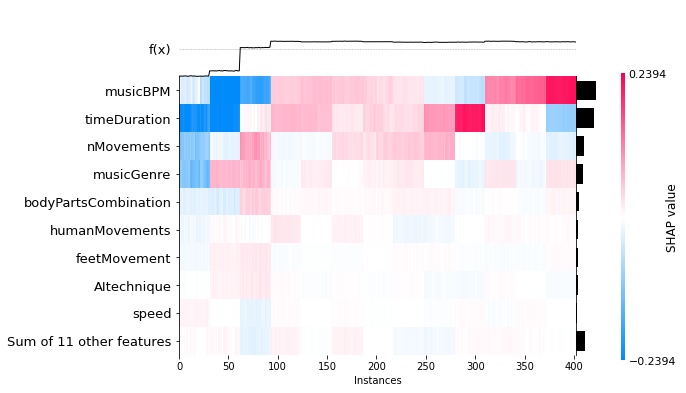 f(x)
musicBPM
timeDuration
nMovements
musicGenre
bodyPartsCombination
humanMovements
feetMovement
AItechnique
speed
Sum of 11 other features
0 50 100 150 200 250 300 350 400
Instances
0.2394
SHAP value
−0.2394